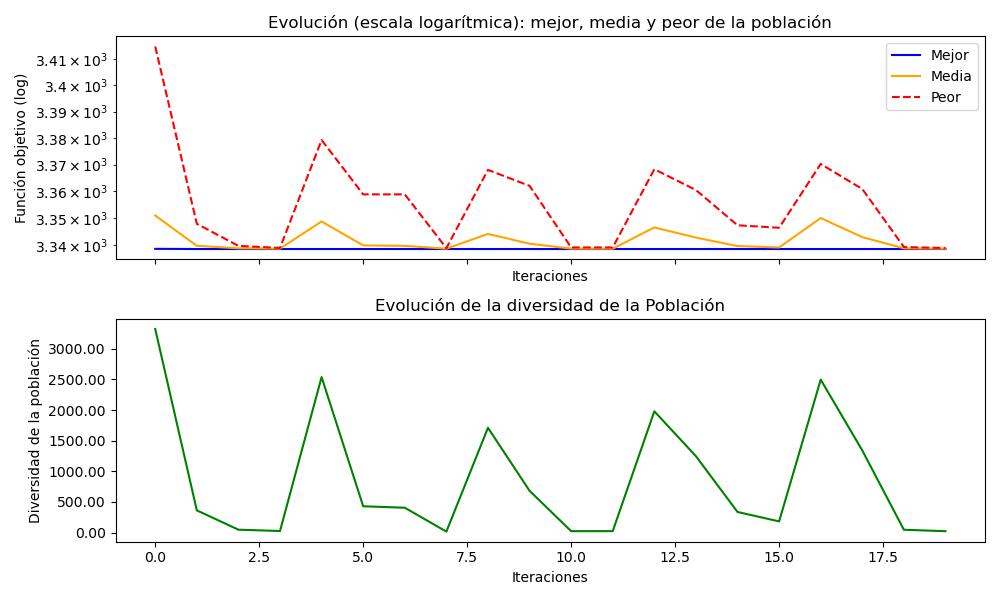 Evolución (escala logarítmica): mejor, media y peor de la población
Función objetivo (log)
3.41 × 10³
3.4 × 10³
3.39 × 10³
3.38 × 10³
3.37 × 10³
3.36 × 10³
3.35 × 10³
3.34 × 10³
Mejor
Media
Peor
Iteraciones
Evolución de la diversidad de la Población
Diversidad de la población
3000.00
2500.00
2000.00
1500.00
1000.00
500.00
0.00
0.0 2.5 5.0 7.5 10.0 12.5 15.0 17.5
Iteraciones